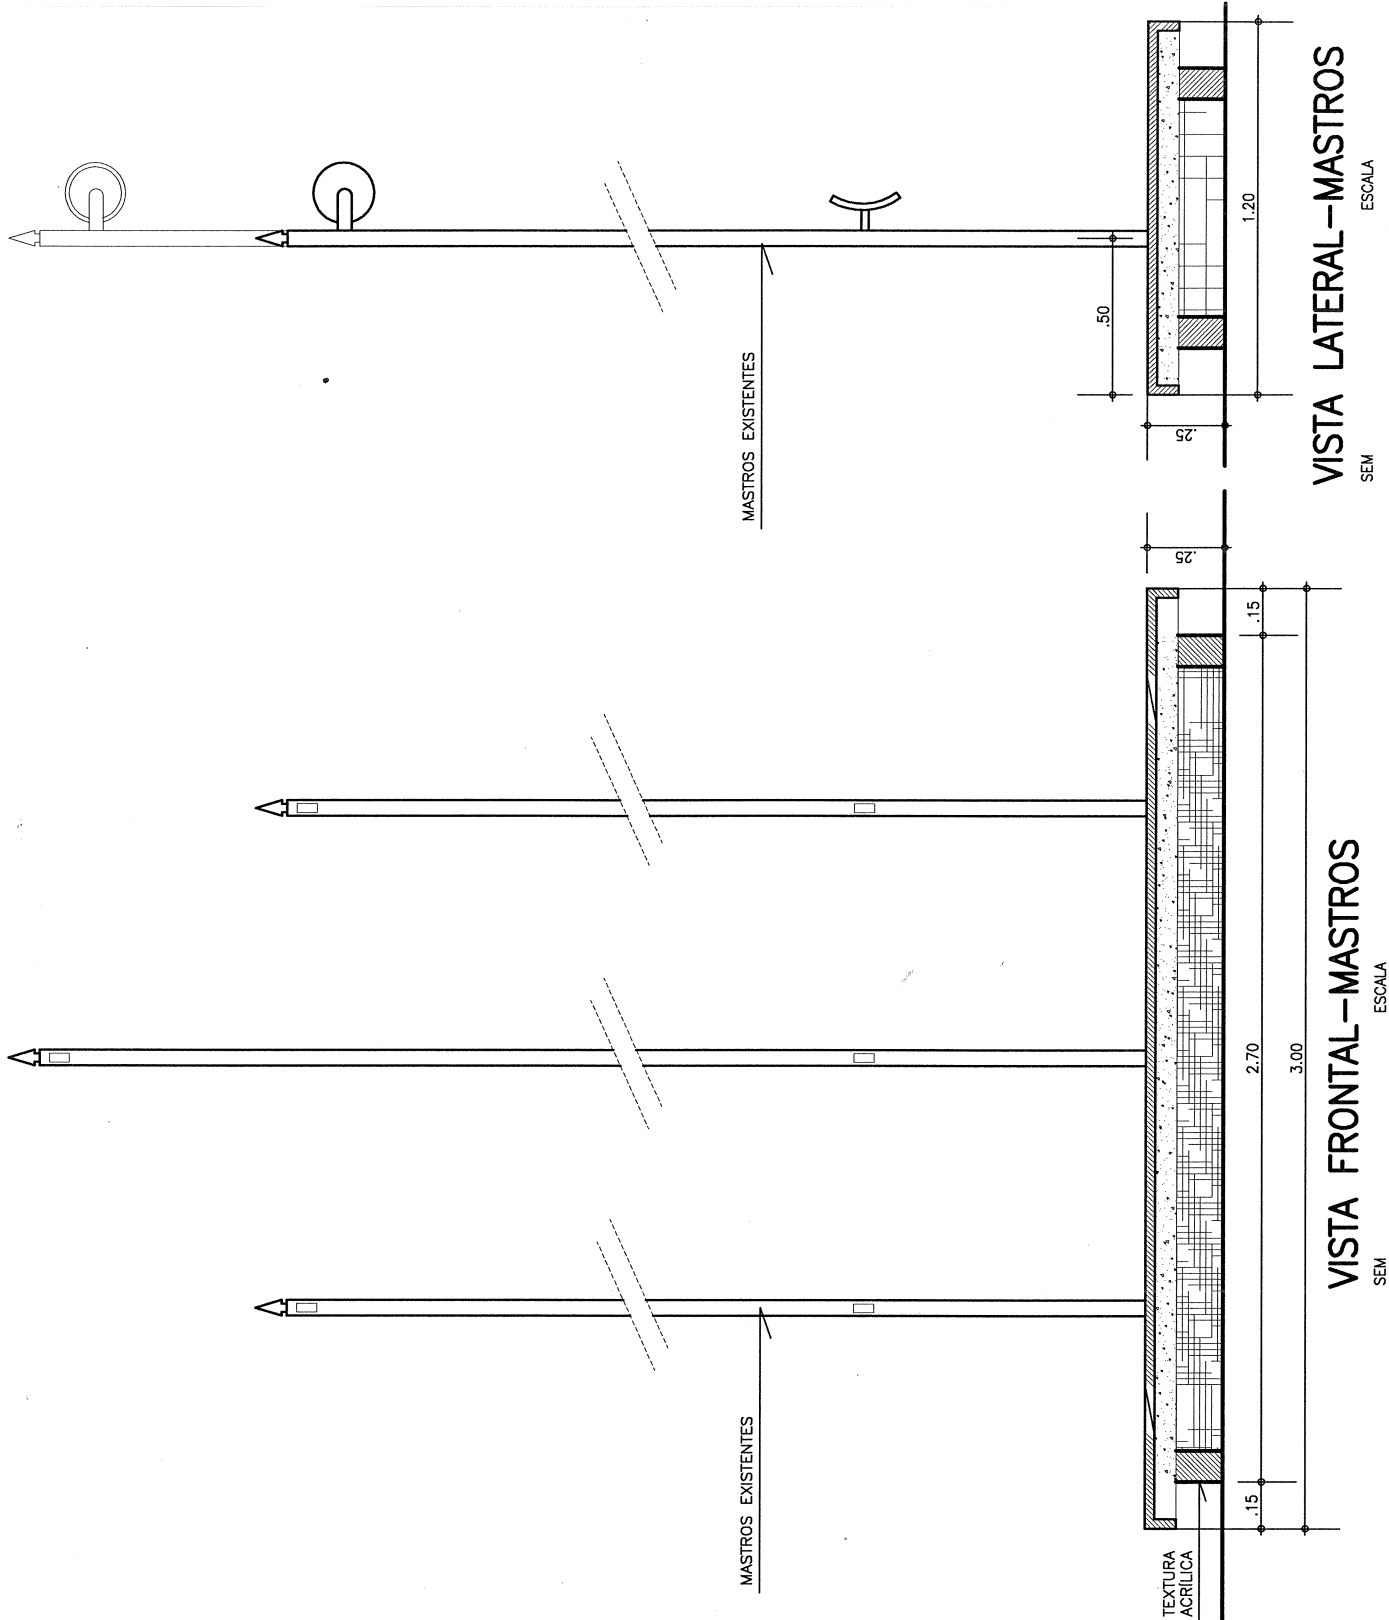 MASTROS EXISTENTES
TEXTURA
ACRÍLICA
.25
.15
2.70
.15
3.00
VISTA FRONTAL-MASTROS
SEM ESCALA
MASTROS EXISTENTES
.50
.25
1.20
VISTA LATERAL-MASTROS
SEM ESCALA